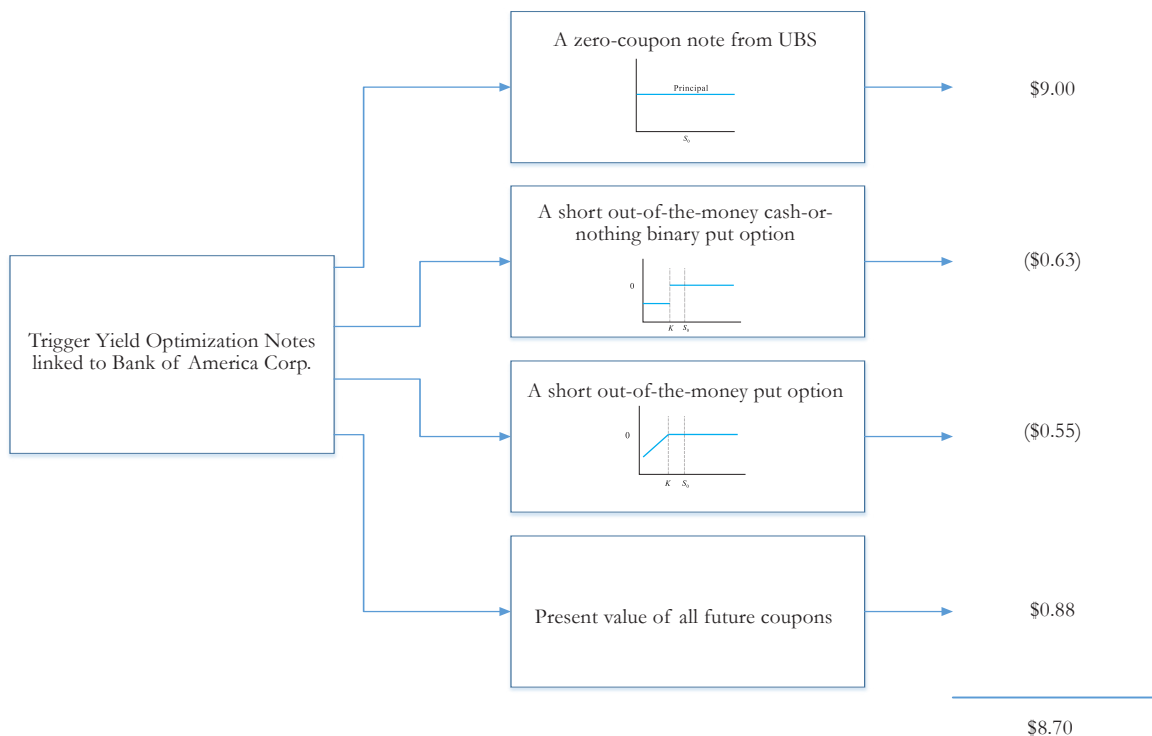 A zero-coupon note from UBS
Principal
S₀
$9.00
A short out-of-the-money cash-or-
nothing binary put option
0
K S₀
($0.63)
Trigger Yield Optimization Notes
linked to Bank of America Corp.
A short out-of-the-money put option
0
K S₀
($0.55)
Present value of all future coupons
$0.88
$8.70